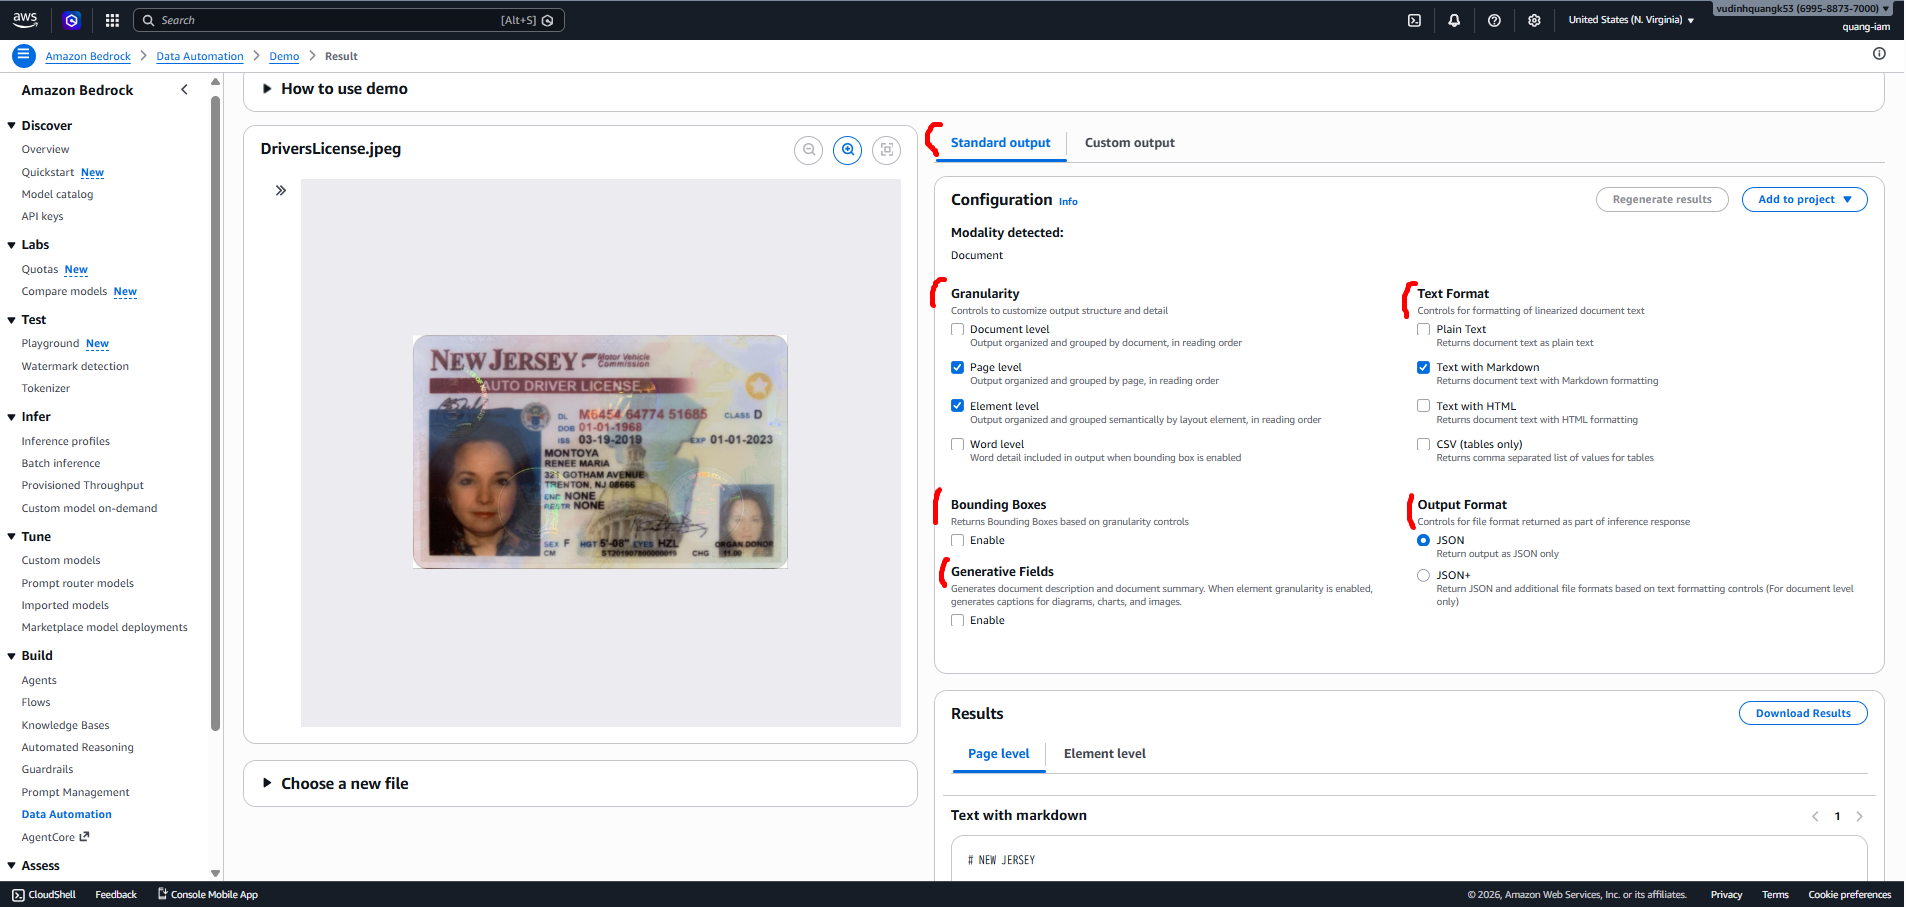 aws
Search [Alt+S]
United States (N. Virginia)
vudinhquangk53 (6995-8873-7000)
quang-iam
Amazon Bedrock
Data Automation
Demo
Result
Amazon Bedrock
Discover
Overview
Quickstart New
Model catalog
API keys
Labs
Quotas New
Compare models New
Test
Playground New
Watermark detection
Tokenizer
Infer
Inference profiles
Batch inference
Provisioned Throughput
Custom model on-demand
Tune
Custom models
Prompt router models
Imported models
Marketplace model deployments
Build
Agents
Flows
Knowledge Bases
Automated Reasoning
Guardrails
Prompt Management
Data Automation
AgentCore
Assess
How to use demo
DriversLicense.jpeg
NEW JERSEY
Motor Vehicle
Commission
AUTO DRIVER LICENSE
DL M6454 64774 51685 CLASS D
DOB 01-01-1968
ISS 03-19-2019 EXP 01-01-2023
MONTOYA
RENEE MARIA
321 GOTHAM AVENUE
TRENTON, NJ 08666
END NONE
RESTR NONE
SEX F HGT 5'-08" EYES HZL
ORGAN DONOR
CM ST201907800000019 CHG 11.00
Choose a new file
Standard output
Custom output
Configuration Info
Regenerate results
Add to project
Modality detected:
Document
Granularity
Controls to customize output structure and detail
Document level
Output organized and grouped by document, in reading order
Page level
Output organized and grouped by page, in reading order
Element level
Output organized and grouped semantically by layout element, in reading order
Word level
Word detail included in output when bounding box is enabled
Bounding Boxes
Returns Bounding Boxes based on granularity controls
Enable
Generative Fields
Generates document description and document summary. When element granularity is enabled,
generates captions for diagrams, charts, and images.
Enable
Text Format
Controls for formatting of linearized document text
Plain Text
Returns document text as plain text
Text with Markdown
Returns document text with Markdown formatting
Text with HTML
Returns document text with HTML formatting
CSV (tables only)
Returns comma separated list of values for tables
Output Format
Controls for file format returned as part of inference response
JSON
Return output as JSON only
JSON+
Return JSON and additional file formats based on text formatting controls (For document level
only)
Results
Download Results
Page level
Element level
Text with markdown
1
# NEW JERSEY
CloudShell
Feedback
Console Mobile App
© 2026, Amazon Web Services, Inc. or its affiliates.
Privacy
Terms
Cookie preferences